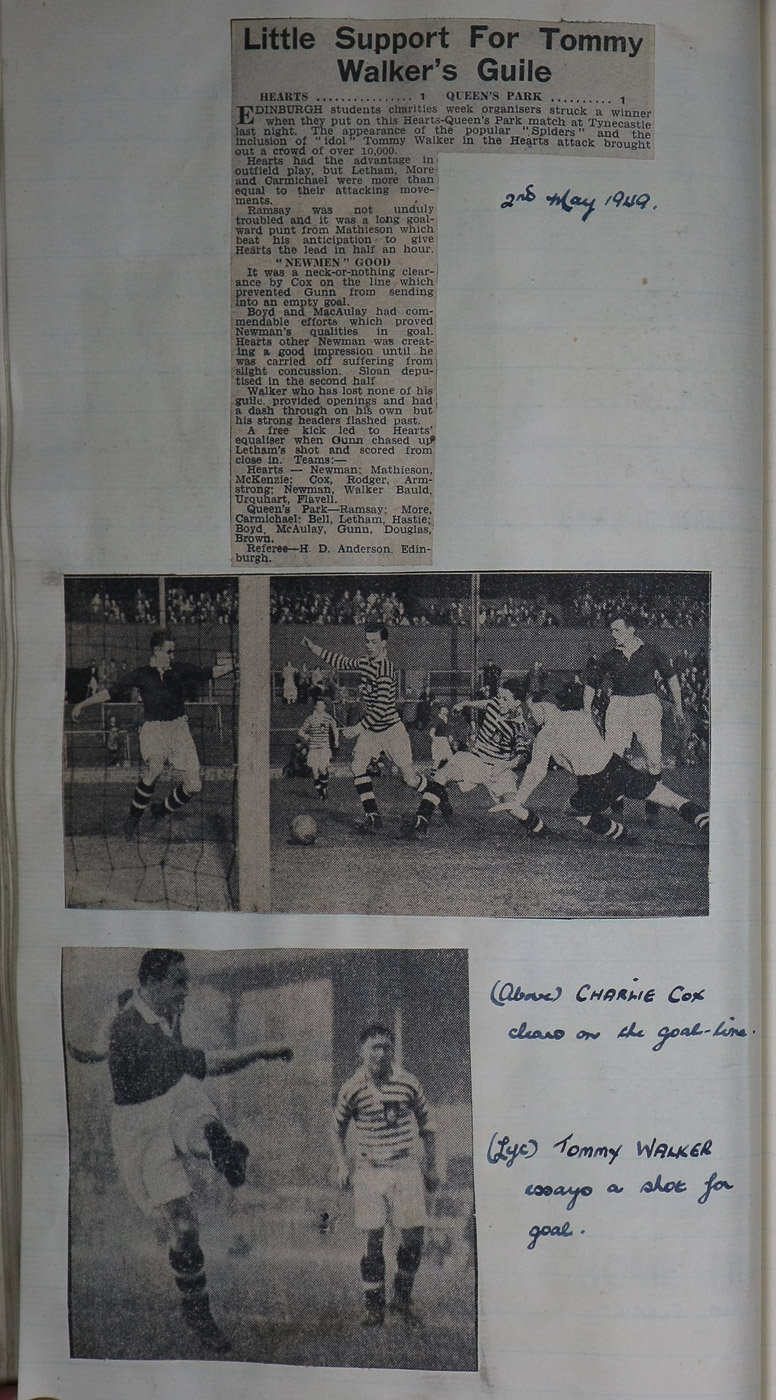 Little Support For Tommy
Walker's Guile
HEARTS ................ 1 QUEEN'S PARK .......... 1
EDINBURGH students charities week organisers struck a winner
when they put on this Hearts-Queen's Park match at Tynecastle
last night. The appearance of the popular "Spiders" and the
inclusion of "idol" Tommy Walker in the Hearts attack brought
out a crowd of over 10,000.
Hearts had the advantage in
outfield play, but Letham, More
and Carmichael were more than
equal to their attacking move-
ments.
Ramsay was not unduly
troubled and it was a long goal-
ward punt from Mathieson which
beat his anticipation to give
Hearts the lead in half an hour.
"NEWMEN" GOOD
It was a neck-or-nothing clear-
ance by Cox on the line which
prevented Gunn from sending
into an empty goal.
Boyd and MacAulay had com-
mendable efforts which proved
Newman's qualities in goal.
Hearts other Newman was creat-
ing a good impression until he
was carried off suffering from
slight concussion. Sloan depu-
tised in the second half
Walker who has lost none of his
guile, provided openings and had
a dash through on his own but
his strong headers flashed past.
A free kick led to Hearts'
equaliser when Gunn chased up
Letham's shot and scored from
close in. Teams:—
Hearts — Newman; Mathieson,
McKenzie; Cox, Rodger, Arm-
strong; Newman, Walker Bauld,
Urquhart, Flavell.
Queen's Park—Ramsay; More,
Carmichael; Bell, Letham, Hastie;
Boyd, McAulay, Gunn, Douglas,
Brown.
Referee—H. D. Anderson, Edin-
burgh.
2nd May 1949.
(Above) CHARLIE COX
clears on the goal-line.
(Left) TOMMY WALKER
essays a shot for
goal.